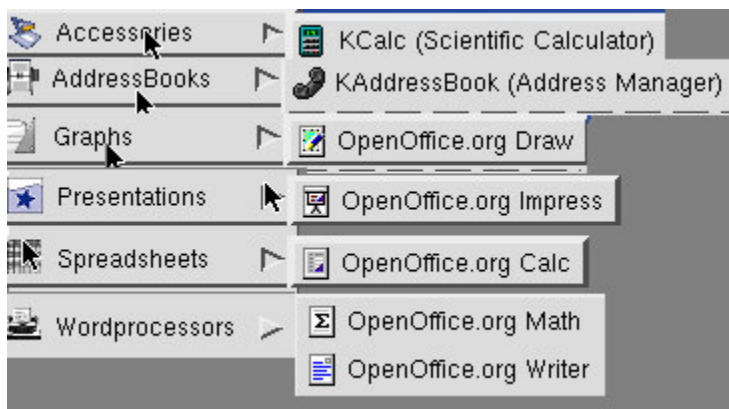 Accessories
KCalc (Scientific Calculator)
AddressBooks
KAddressBook (Address Manager)
Graphs
OpenOffice.org Draw
Presentations
OpenOffice.org Impress
Spreadsheets
OpenOffice.org Calc
Wordprocessors
OpenOffice.org Math
OpenOffice.org Writer